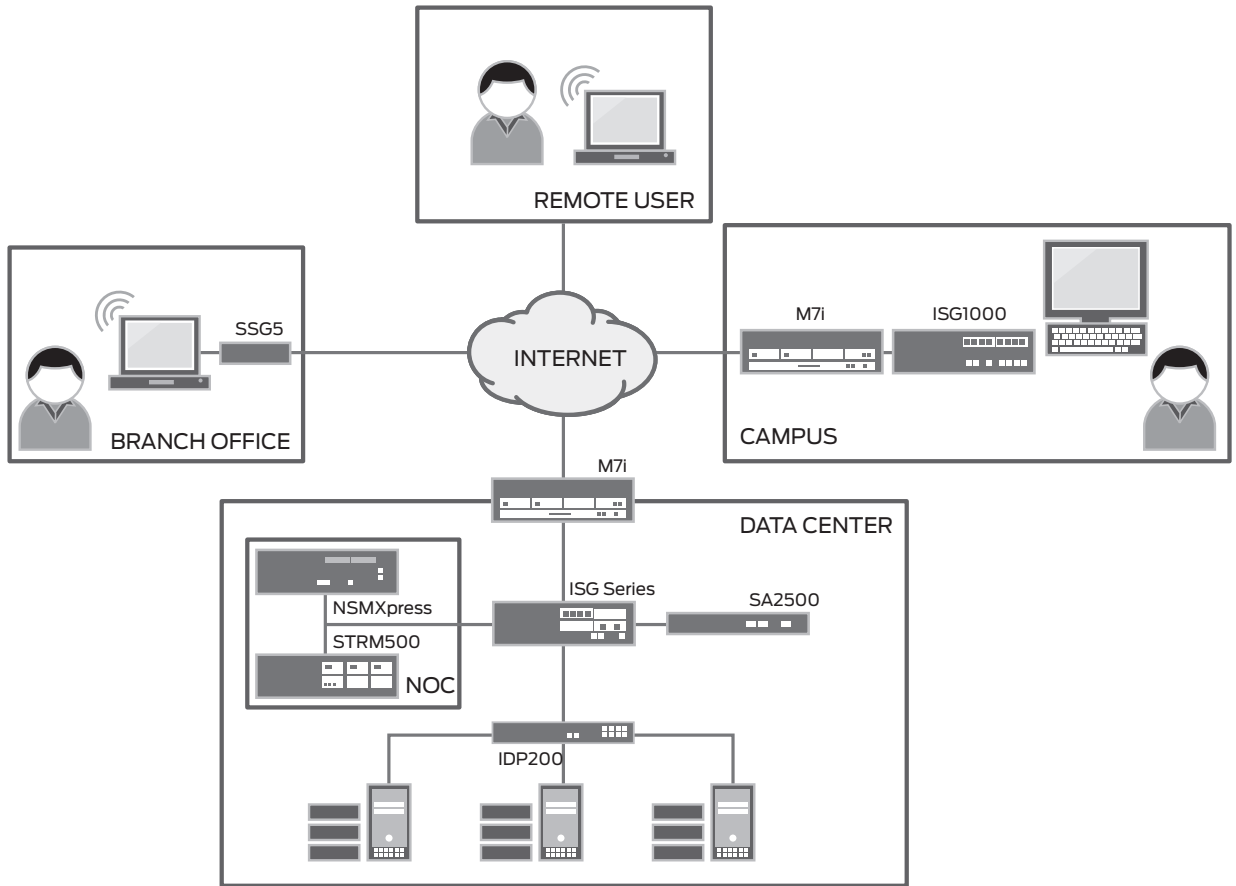 REMOTE USER
SSG5
BRANCH OFFICE
INTERNET
M7i
ISG1000
CAMPUS
M7i
DATA CENTER
NSMXpress
STRM500
NOC
ISG Series
SA2500
IDP200